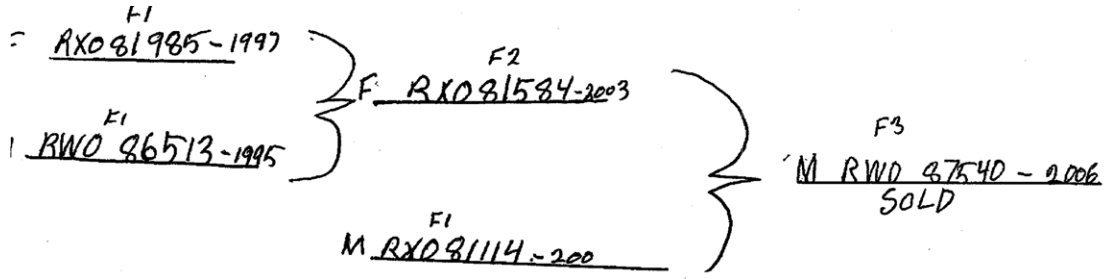 F1
RX081985-1997
F2
F RX081584-2003
F1
RWO 86513-1995
F3
M RWO 87540-2006
SOLD
F1
M RX081114-200